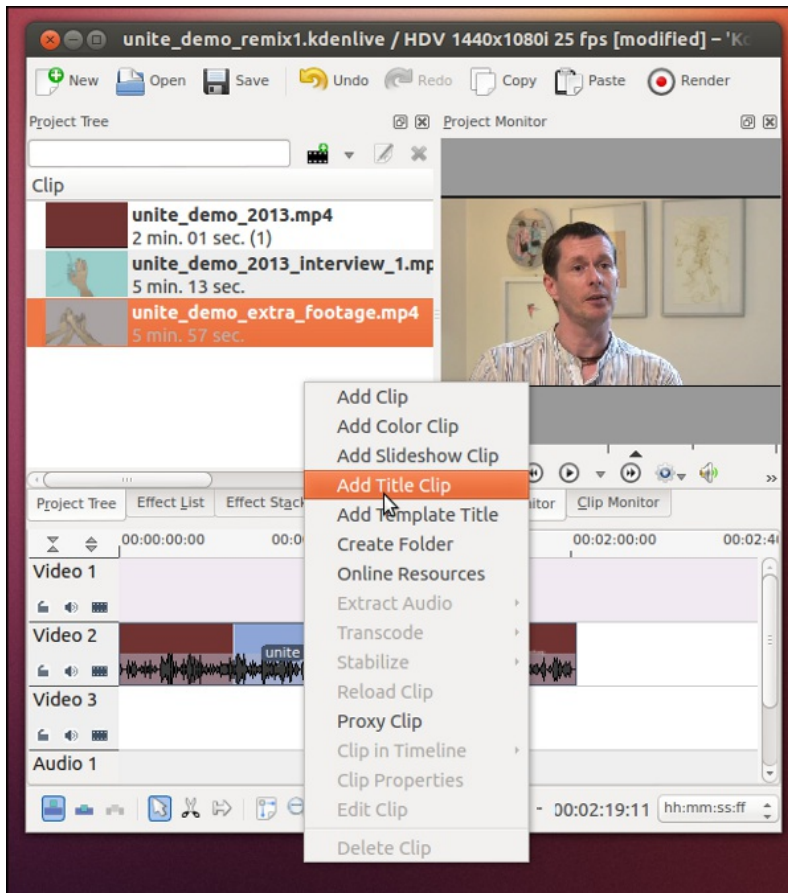 unite_demo_remix1.kdenlive / HDV 1440x1080i 25 fps [modified] – 'K
New Open Save Undo Redo Copy Paste Render
Project Tree
Project Monitor
Clip
unite_demo_2013.mp4
2 min. 01 sec. (1)
unite_demo_2013_interview_1.mp
5 min. 13 sec.
unite_demo_extra_footage.mp4
5 min. 57 sec.
Add Clip
Add Color Clip
Add Slideshow Clip
Add Title Clip
Add Template Title
Create Folder
Online Resources
Extract Audio
Transcode
Stabilize
Reload Clip
Proxy Clip
Clip in Timeline
Clip Properties
Edit Clip
Delete Clip
Project Tree Effect List Effect Stack
itor Clip Monitor
00:00:00:00 00:0 00:02:00:00 00:02:4
Video 1
Video 2
unite
Video 3
Audio 1
- 00:02:19:11 hh:mm:ss:ff